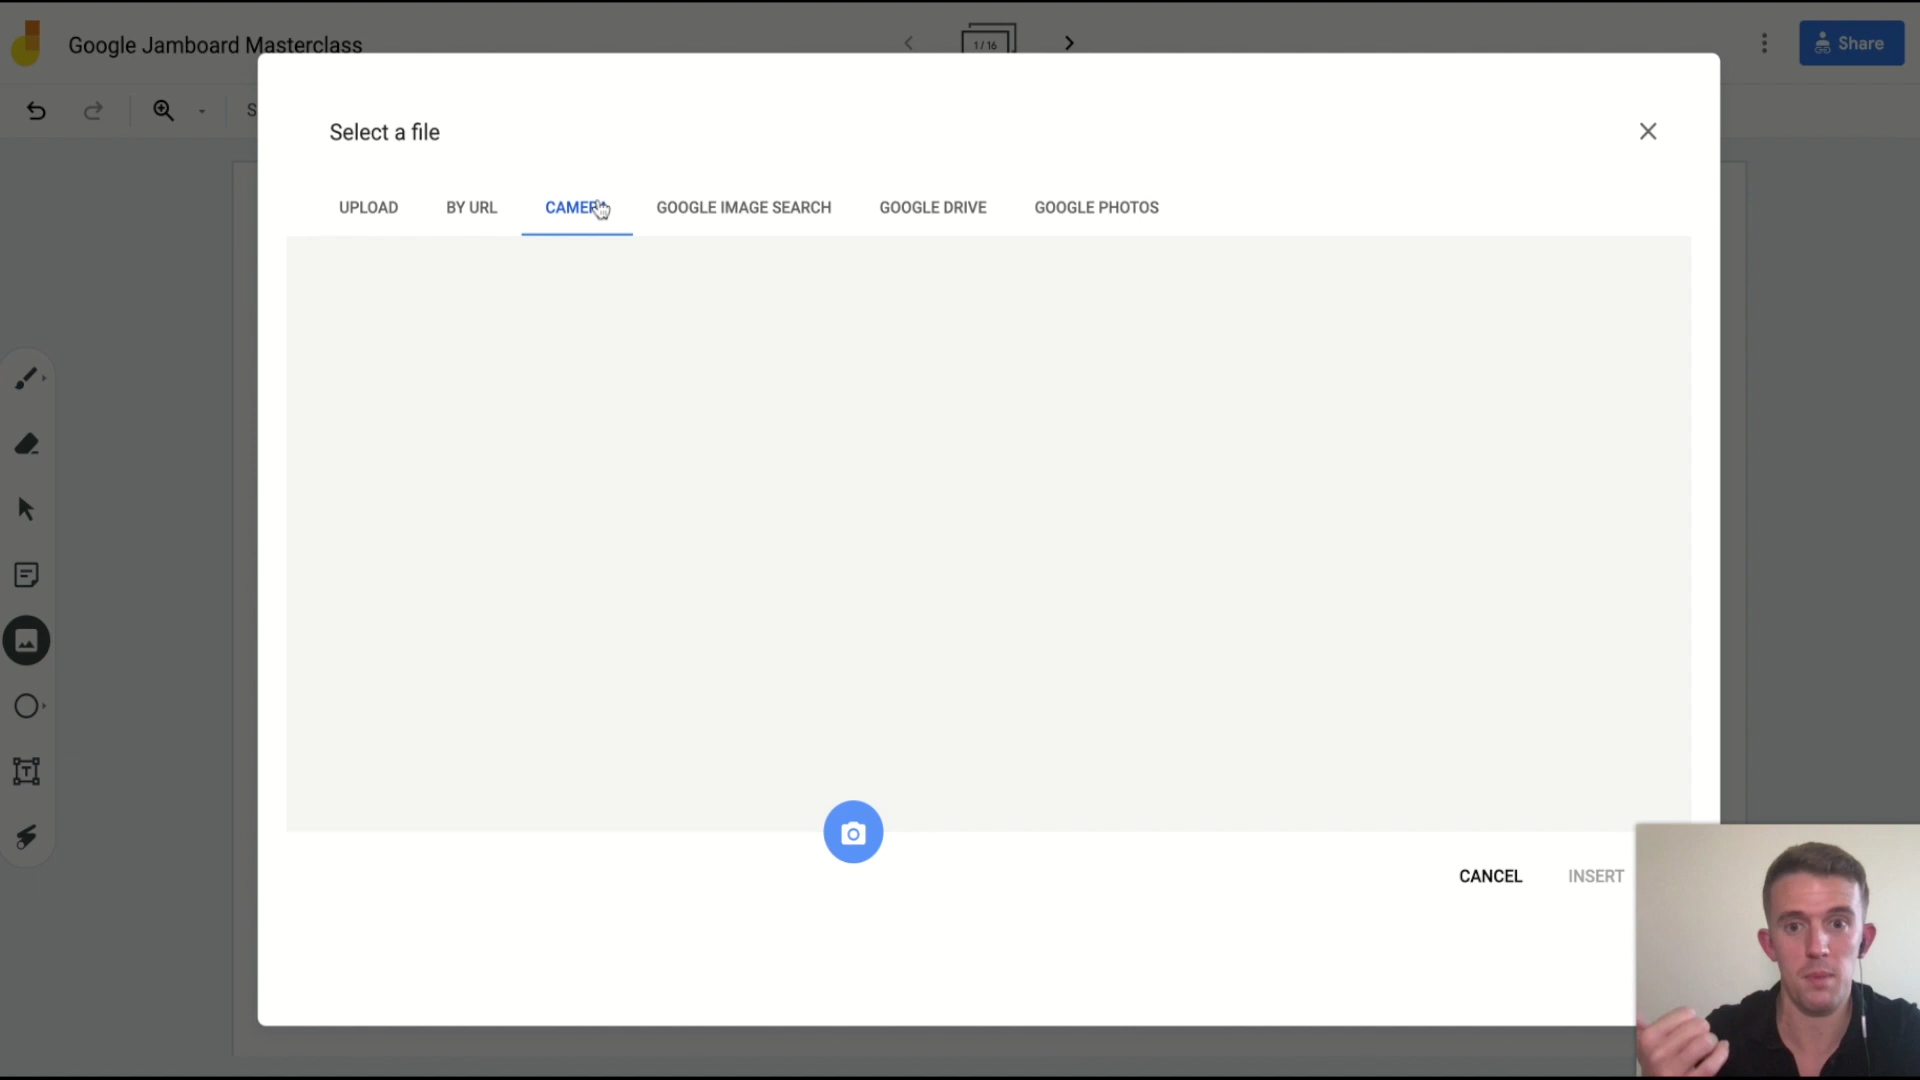 Google Jamboard Masterclass
1 / 16
Share
S
Select a file
UPLOAD BY URL CAMERA GOOGLE IMAGE SEARCH GOOGLE DRIVE GOOGLE PHOTOS
CANCEL INSERT